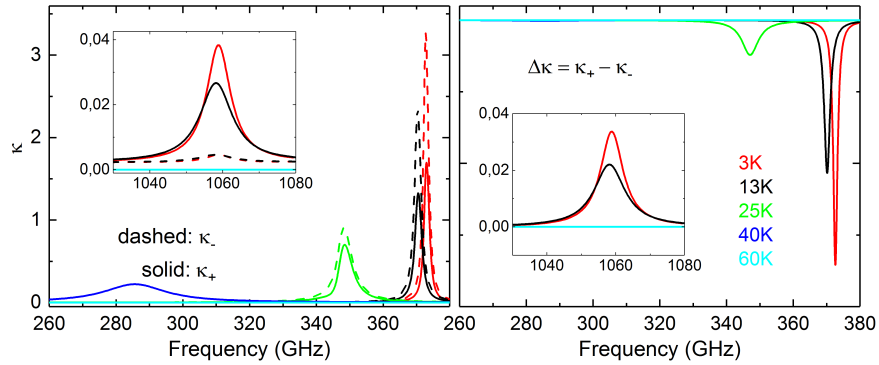 3
2
1
0
κ
0,04
0,02
0,00
1040 1060 1080
dashed: κ-
solid: κ+
260 280 300 320 340 360
Frequency (GHz)
Δκ = κ+ − κ-
0,04
0,02
0,00
1040 1060 1080
3K
13K
25K
40K
60K
260 280 300 320 340 360 380
Frequency (GHz)